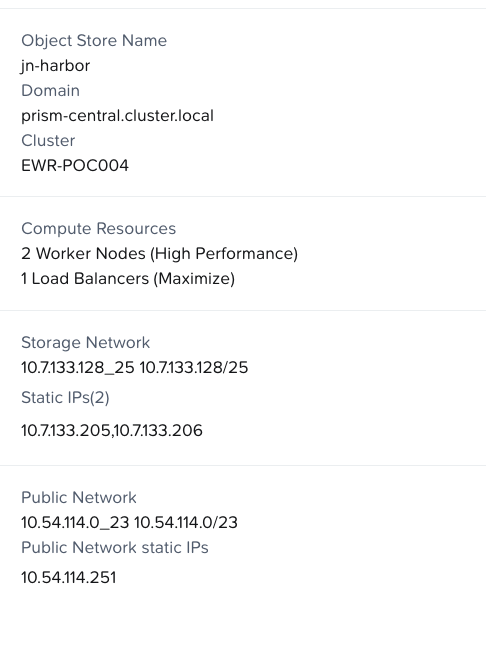 Object Store Name
jn-harbor
Domain
prism-central.cluster.local
Cluster
EWR-POC004
Compute Resources
2 Worker Nodes (High Performance)
1 Load Balancers (Maximize)
Storage Network
10.7.133.128_25 10.7.133.128/25
Static IPs(2)
10.7.133.205,10.7.133.206
Public Network
10.54.114.0_23 10.54.114.0/23
Public Network static IPs
10.54.114.251